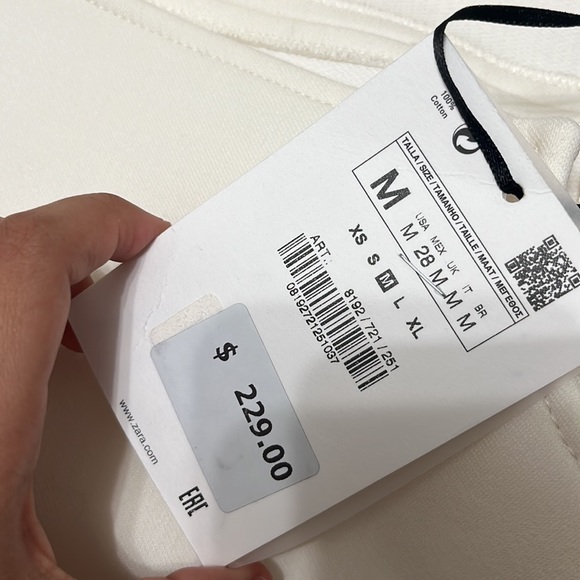 100%
Cotton
TALLA / SIZE / TAMANHO / TAILLE / MAAT / ΜΕΓΕΘΟΣ
M
USA MEX UK IT BR
M 28 M M M
XS S M L XL
ART.:
8192 / 721 / 251
08192721251037
$ 229.00
www.zara.com
EAC